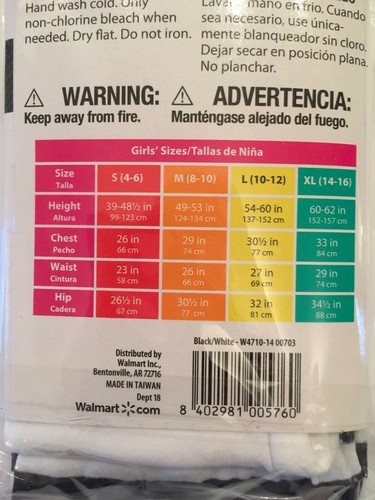 Hand wash cold. Only
non-chlorine bleach when
needed. Dry flat. Do not iron.
mano en frío. Cuando
sea necesario, use única-
mente blanqueador sin cloro.
Dejar secar en posición plana.
No planchar.
WARNING:
Keep away from fire.
ADVERTENCIA:
Manténgase alejado del fuego.
Girls' Sizes/Tallas de Niña
Size S (4-6) M (8-10) L (10-12) XL (14-16)
Talla
Height 39-48½ in 49-53 in 54-60 in 60-62 in
Altura 99-123 cm 124-134 cm 137-152 cm 152-157 cm
Chest 26 in 29 in 30½ in 33 in
Pecho 66 cm 74 cm 77 cm 84 cm
Waist 23 in 26 in 27 in 29 in
Cintura 58 cm 66 cm 69 cm 74 cm
Hip 26½ in 30½ in 32 in 34½ in
Cadera 67 cm 77 cm 81 cm 88 cm
Black/White - W4710-14 00703
Distributed by
Walmart Inc.,
Bentonville, AR 72716
MADE IN TAIWAN
Dept 18
Walmart.com
8 402981 005760